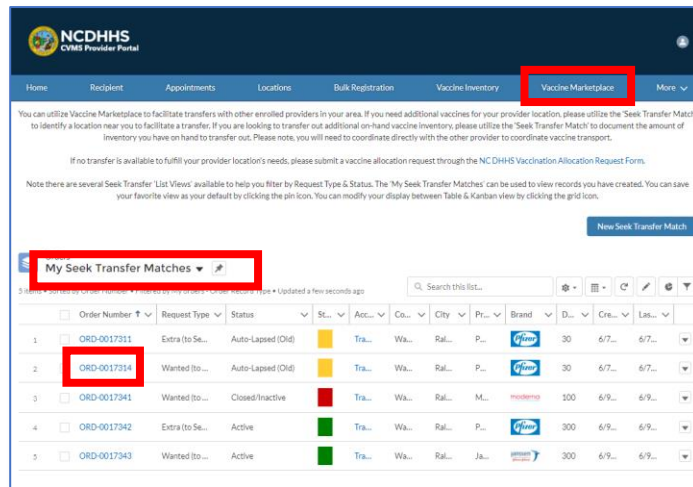 NCDHHS
CVMS Provider Portal
Home Recipient Appointments Locations Bulk Registration Vaccine Inventory Vaccine Marketplace More
You can utilize Vaccine Marketplace to facilitate transfers with other enrolled providers in your area. If you need additional vaccines for your provider location, please utilize the 'Seek Transfer Match
to identify a location near you to facilitate a transfer. If you are looking to transfer out additional on-hand vaccine inventory, please utilize the 'Seek Transfer Match' to document the amount of
inventory you have on hand to transfer out. Please note, you will need to coordinate directly with the other provider to coordinate vaccine transport.
If no transfer is available to fulfill your provider location's needs, please submit a vaccine allocation request through the NC DHHS Vaccination Allocation Request Form.
Note there are several Seek Transfer 'List Views' available to help you filter by Request Type & Status. The 'My Seek Transfer Matches' can be used to view records you have created. You can save
your favorite view as your default by clicking the pin icon. You can modify your display between Table & Kanban view by clicking the grid icon.
New Seek Transfer Match
My Seek Transfer Matches
5 items • Sorted by Order Number • Filtered by My orders - Order Record Type • Updated a few seconds ago
Search this list...
Order Number Request Type Status St... Acc... Co... City Pr... Brand D... Cre... Las...
1 ORD-0017311 Extra (to Se... Auto-Lapsed (Old) Tra... Wa... Ral... P... Pfizer 30 6/7... 6/7...
2 ORD-0017314 Wanted (to ... Auto-Lapsed (Old) Tra... Wa... Ral... P... Pfizer 30 6/7... 6/7...
3 ORD-0017341 Wanted (to ... Closed/Inactive Tra... Wa... Ral... M... moderna 100 6/9... 6/9...
4 ORD-0017342 Extra (to Se... Active Tra... Wa... Ral... P... Pfizer 300 6/9... 6/9...
5 ORD-0017343 Wanted (to ... Active Tra... Wa... Ral... Ja... janssen 300 6/9... 6/9...